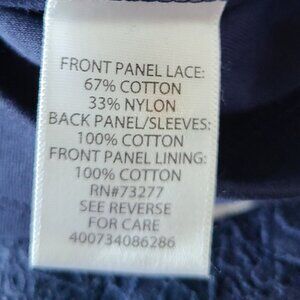 FRONT PANEL LACE:
67% COTTON
33% NYLON
BACK PANEL/SLEEVES:
100% COTTON
FRONT PANEL LINING:
100% COTTON
RN#73277
SEE REVERSE
FOR CARE
400734086286